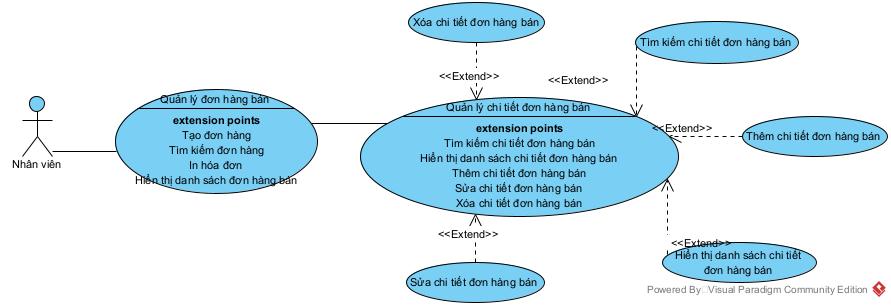 Xóa chi tiết đơn hàng bán
Tìm kiếm chi tiết đơn hàng bán
<<Extend>>
<<Extend>>
Quản lý đơn hàng bán
extension points
Tạo đơn hàng
Tìm kiếm đơn hàng
In hóa đơn
Hiển thị danh sách đơn hàng bán
Nhân viên
Quản lý chi tiết đơn hàng bán
extension points
Tìm kiếm chi tiết đơn hàng bán
Hiển thị danh sách chi tiết đơn hàng bán
Thêm chi tiết đơn hàng bán
Sửa chi tiết đơn hàng bán
Xóa chi tiết đơn hàng bán
<<Extend>>
Thêm chi tiết đơn hàng bán
<<Extend>>
<<Extend>>
Hiển thị danh sách chi tiết
đơn hàng bán
Sửa chi tiết đơn hàng bán
Powered By Visual Paradigm Community Edition